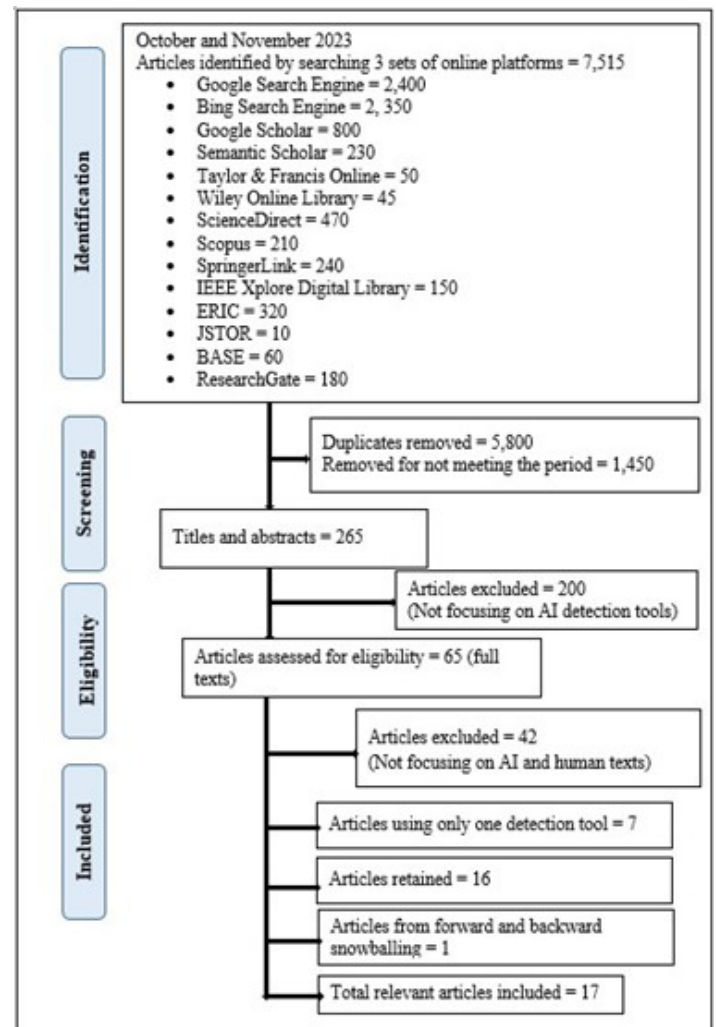 Identification
October and November 2023
Articles identified by searching 3 sets of online platforms = 7,515
• Google Search Engine = 2,400
• Bing Search Engine = 2, 350
• Google Scholar = 800
• Semantic Scholar = 230
• Taylor & Francis Online = 50
• Wiley Online Library = 45
• ScienceDirect = 470
• Scopus = 210
• SpringerLink = 240
• IEEE Xplore Digital Library = 150
• ERIC = 320
• JSTOR = 10
• BASE = 60
• ResearchGate = 180
Screening
Duplicates removed = 5,800
Removed for not meeting the period = 1,450
Titles and abstracts = 265
Eligibility
Articles excluded = 200
(Not focusing on AI detection tools)
Articles assessed for eligibility = 65 (full
texts)
Articles excluded = 42
(Not focusing on AI and human texts)
Included
Articles using only one detection tool = 7
Articles retained = 16
Articles from forward and backward
snowballing = 1
Total relevant articles included = 17